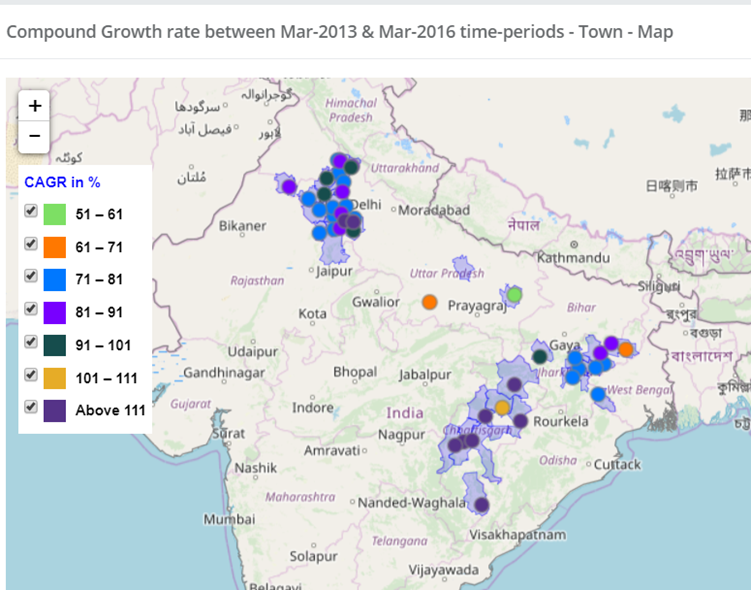 Compound Growth rate between Mar-2013 & Mar-2016 time-periods - Town - Map
+
−
CAGR in %
51 – 61
61 – 71
71 – 81
81 – 91
91 – 101
101 – 111
Above 111
گوجرانوالہ
سرگودھا
Himachal
Pradesh
فیصل آباد
لاہور
کوئٹہ
مُلتان
Uttarakhand
日喀则市
拉萨市
Delhi
Moradabad
Bikaner
नेपाल
Kathmandu
Jaipur
Uttar Pradesh
Rajasthan
Siliguri
Gwalior
Prayagraj
Bihar
Kota
রংপুর
বগুড়া
Gaya
বাংলাদেশ
Udaipur
Gandhinagar
Bhopal
Jabalpur
West Bengal
Gujarat
Indore
India
Rourkela
Surat
Nagpur
Chhattisgarh
Amravati
Odisha
Cuttack
Nashik
Maharashtra
Nanded-Waghala
Mumbai
Visakhapatnam
Telangana
Solapur
Vijayawada
Belagavi